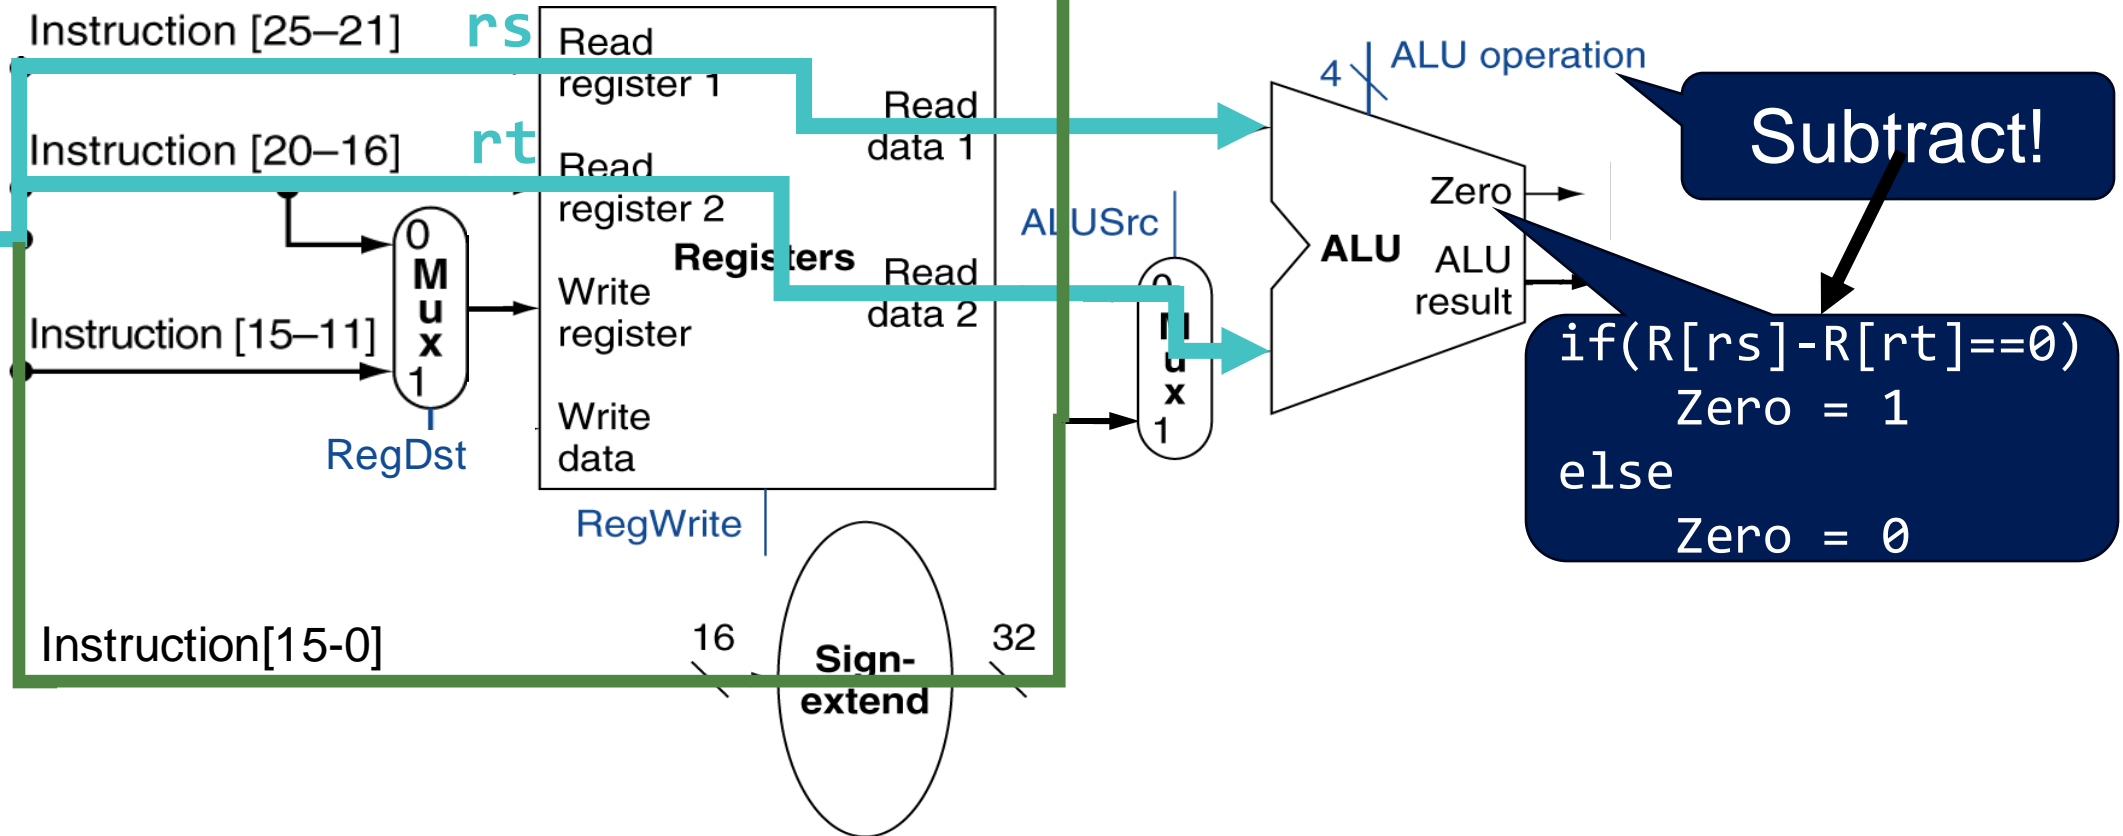 Instruction [25–21]
rs
Read
register 1
Read
data 1
4
ALU operation
Subtract!
Instruction [20–16]
rt
Read
register 2
Registers
Read
data 2
ALUSrc
Zero
ALU
ALU
result
0
M
u
x
1
Write
register
0
M
u
x
1
if(R[rs]-R[rt]==0)
Zero = 1
else
Zero = 0
Instruction [15–11]
RegDst
Write
data
RegWrite
Instruction[15-0]
16
Sign-
extend
32